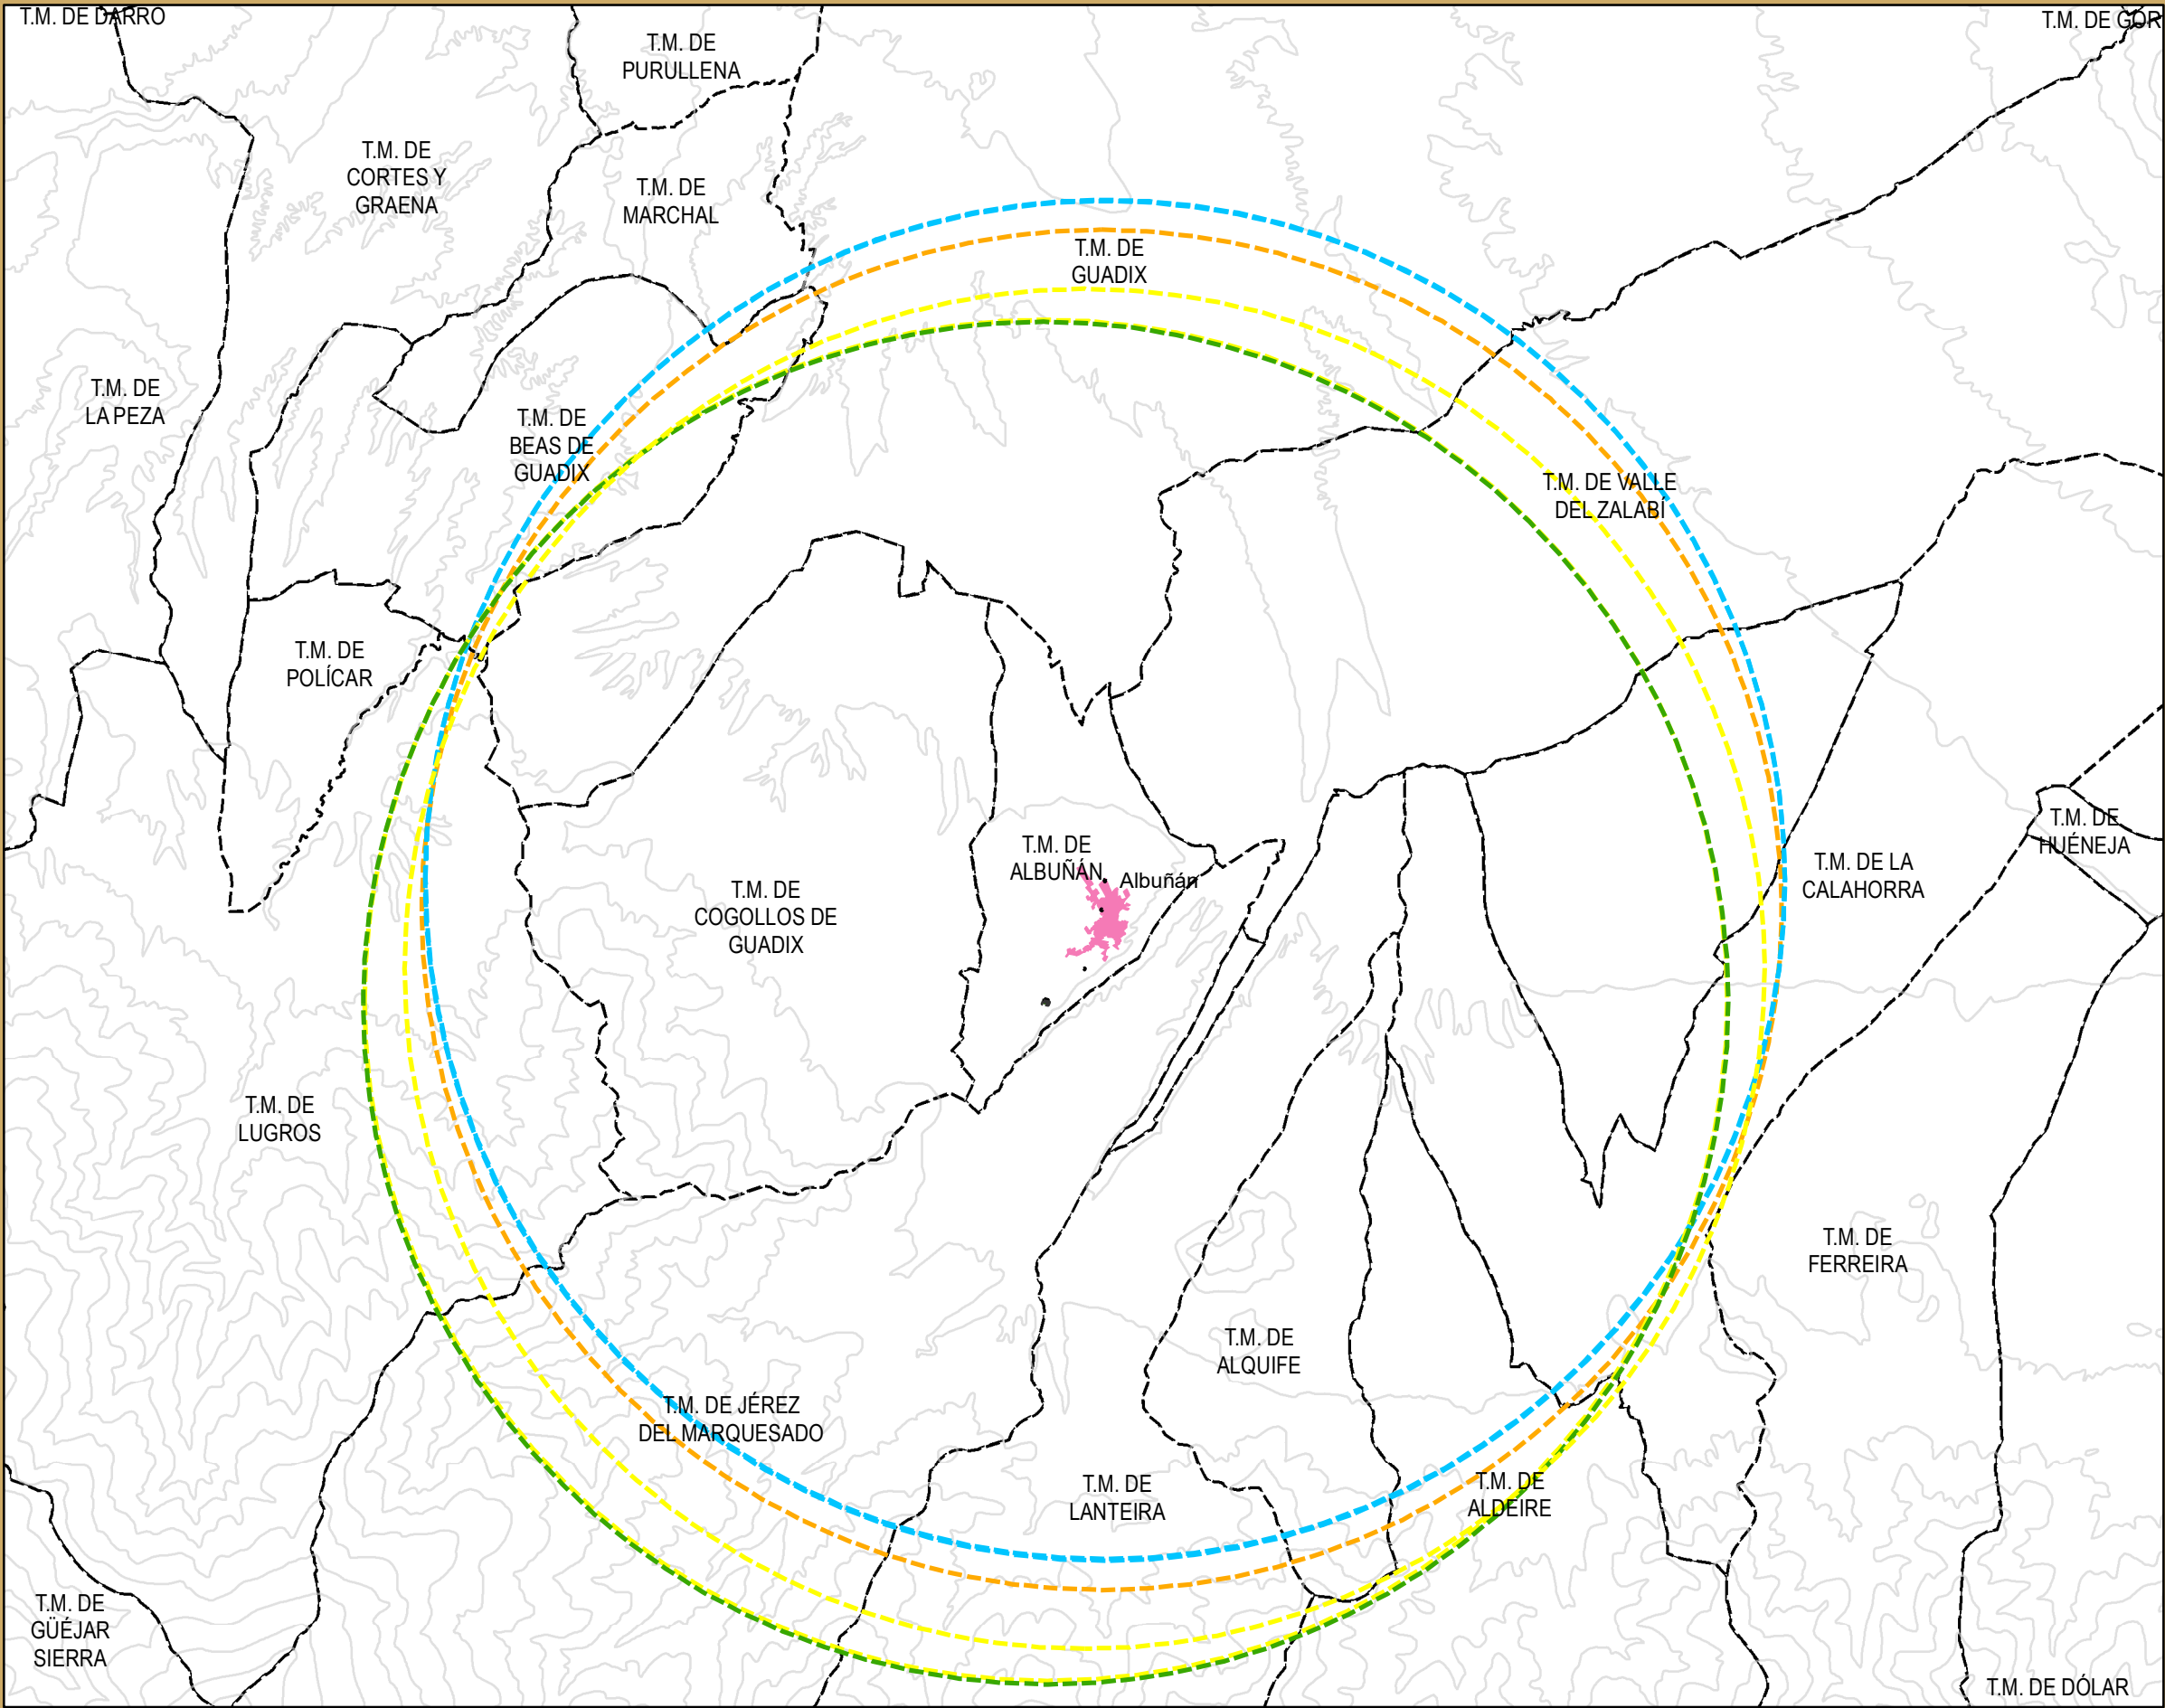 T.M. DE DARRO
T.M. DE GOR
T.M. DE
PURULLENA
T.M. DE
CORTES Y
GRAENA
T.M. DE
MARCHAL
T.M. DE
GUADIX
T.M. DE
LA PEZA
T.M. DE
BEAS DE
GUADIX
T.M. DE VALLE
DEL ZALABÍ
T.M. DE
POLÍCAR
T.M. DE
HUÉNEJA
T.M. DE
ALBUÑÁN
Albuñán
T.M. DE LA
CALAHORRA
T.M. DE
COGOLLOS DE
GUADIX
T.M. DE
LUGROS
T.M. DE
FERREIRA
T.M. DE
ALQUIFE
T.M. DE JÉREZ
DEL MARQUESADO
T.M. DE
LANTEIRA
T.M. DE
ALDEIRE
T.M. DE
GÜÉJAR
SIERRA
T.M. DE DÓLAR